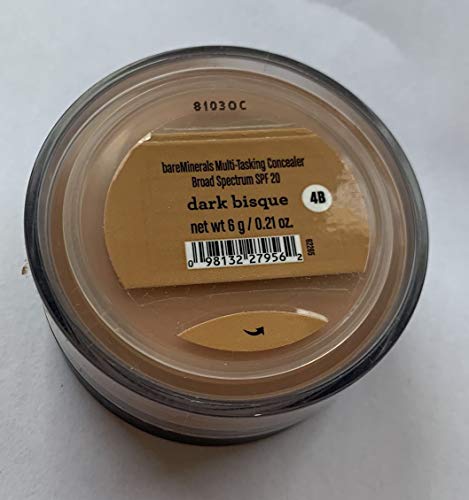 81030C
bareMinerals Multi-Tasking Concealer
Broad Spectrum SPF 20
dark bisque
4B
net wt 6 g / 0.21 oz.
0 98132 27956 2